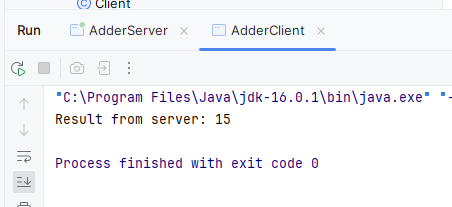 Client
Run AdderServer AdderClient
"C:\Program Files\Java\jdk-16.0.1\bin\java.exe" "-
Result from server: 15
Process finished with exit code 0